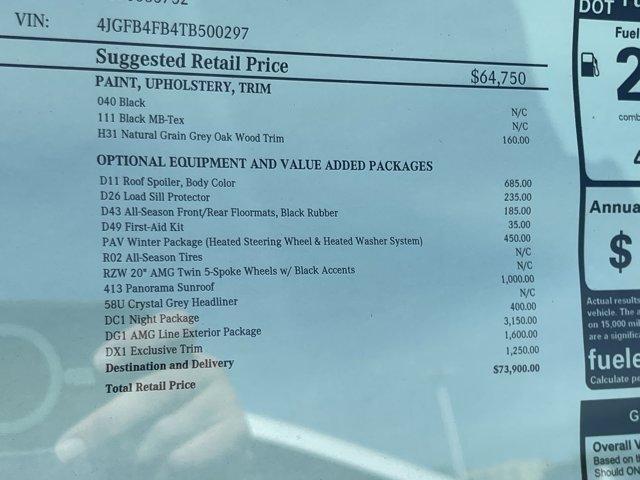 VIN: 4JGFB4FB4TB500297
Suggested Retail Price $64,750
PAINT, UPHOLSTERY, TRIM
040 Black N/C
111 Black MB-Tex N/C
H31 Natural Grain Grey Oak Wood Trim 160.00
OPTIONAL EQUIPMENT AND VALUE ADDED PACKAGES
D11 Roof Spoiler, Body Color 685.00
D26 Load Sill Protector 235.00
D43 All-Season Front/Rear Floormats, Black Rubber 185.00
D49 First-Aid Kit 35.00
PAV Winter Package (Heated Steering Wheel & Heated Washer System) 450.00
R02 All-Season Tires N/C
RZW 20" AMG Twin 5-Spoke Wheels w/ Black Accents N/C
413 Panorama Sunroof 1,000.00
58U Crystal Grey Headliner N/C
DC1 Night Package 400.00
DG1 AMG Line Exterior Package 3,150.00
DX1 Exclusive Trim 1,600.00
Destination and Delivery 1,250.00
Total Retail Price $73,900.00
DOT
Fuel
2
comb
Annua
$
Actual results
vehicle. The a
on 15,000 mil
are a significa
fuele
Calculate pe
G
Overall V
Based on th
Should ON